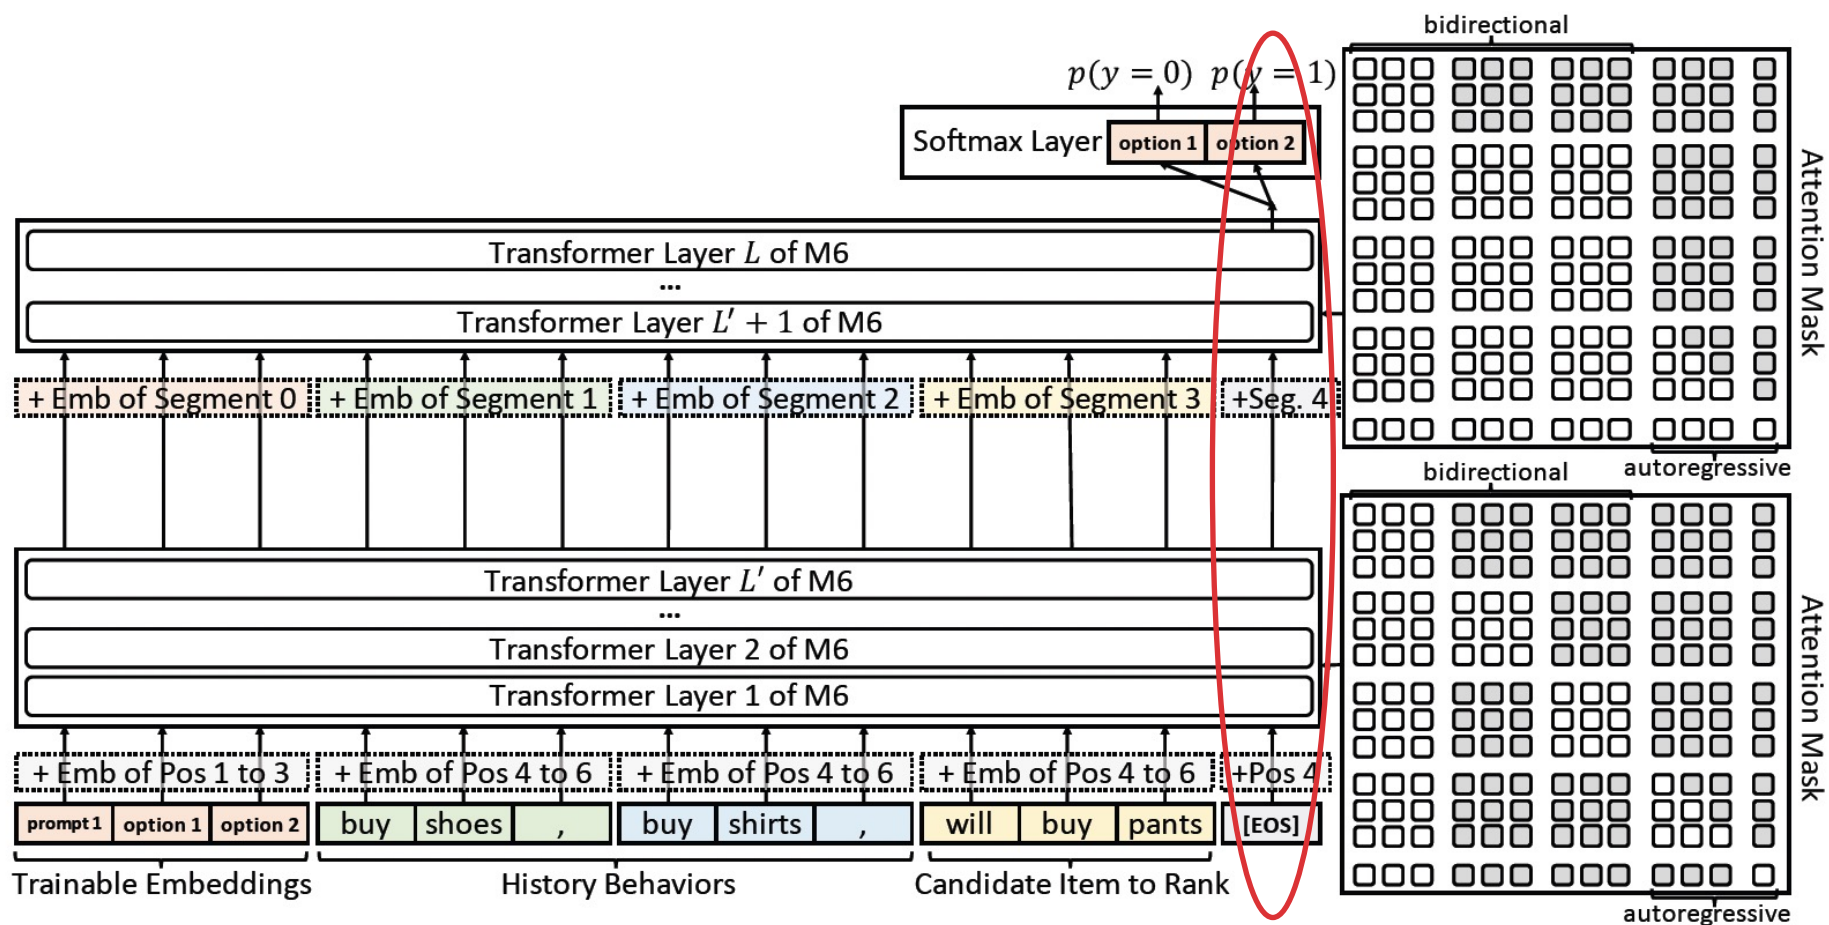 bidirectional
p(y = 0) p(y = 1)
Softmax Layer option 1 option 2
Attention Mask
Transformer Layer L of M6
...
Transformer Layer L′ + 1 of M6
+ Emb of Segment 0 + Emb of Segment 1 + Emb of Segment 2 + Emb of Segment 3 +Seg. 4
autoregressive
bidirectional
Transformer Layer L′ of M6
...
Transformer Layer 2 of M6
Transformer Layer 1 of M6
Attention Mask
+ Emb of Pos 1 to 3 + Emb of Pos 4 to 6 + Emb of Pos 4 to 6 + Emb of Pos 4 to 6 +Pos 4
prompt 1 option 1 option 2 buy shoes , buy shirts , will buy pants [EOS]
Trainable Embeddings History Behaviors Candidate Item to Rank
autoregressive